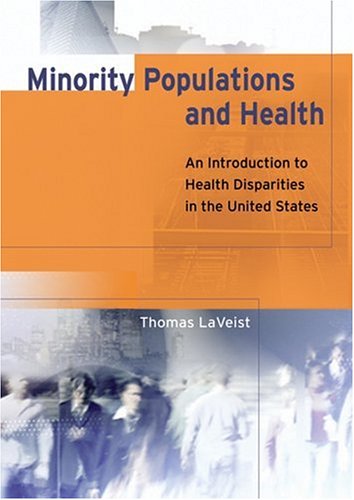 Minority Populations
and Health
An Introduction to
Health Disparities
in the United States
Thomas LaVeist